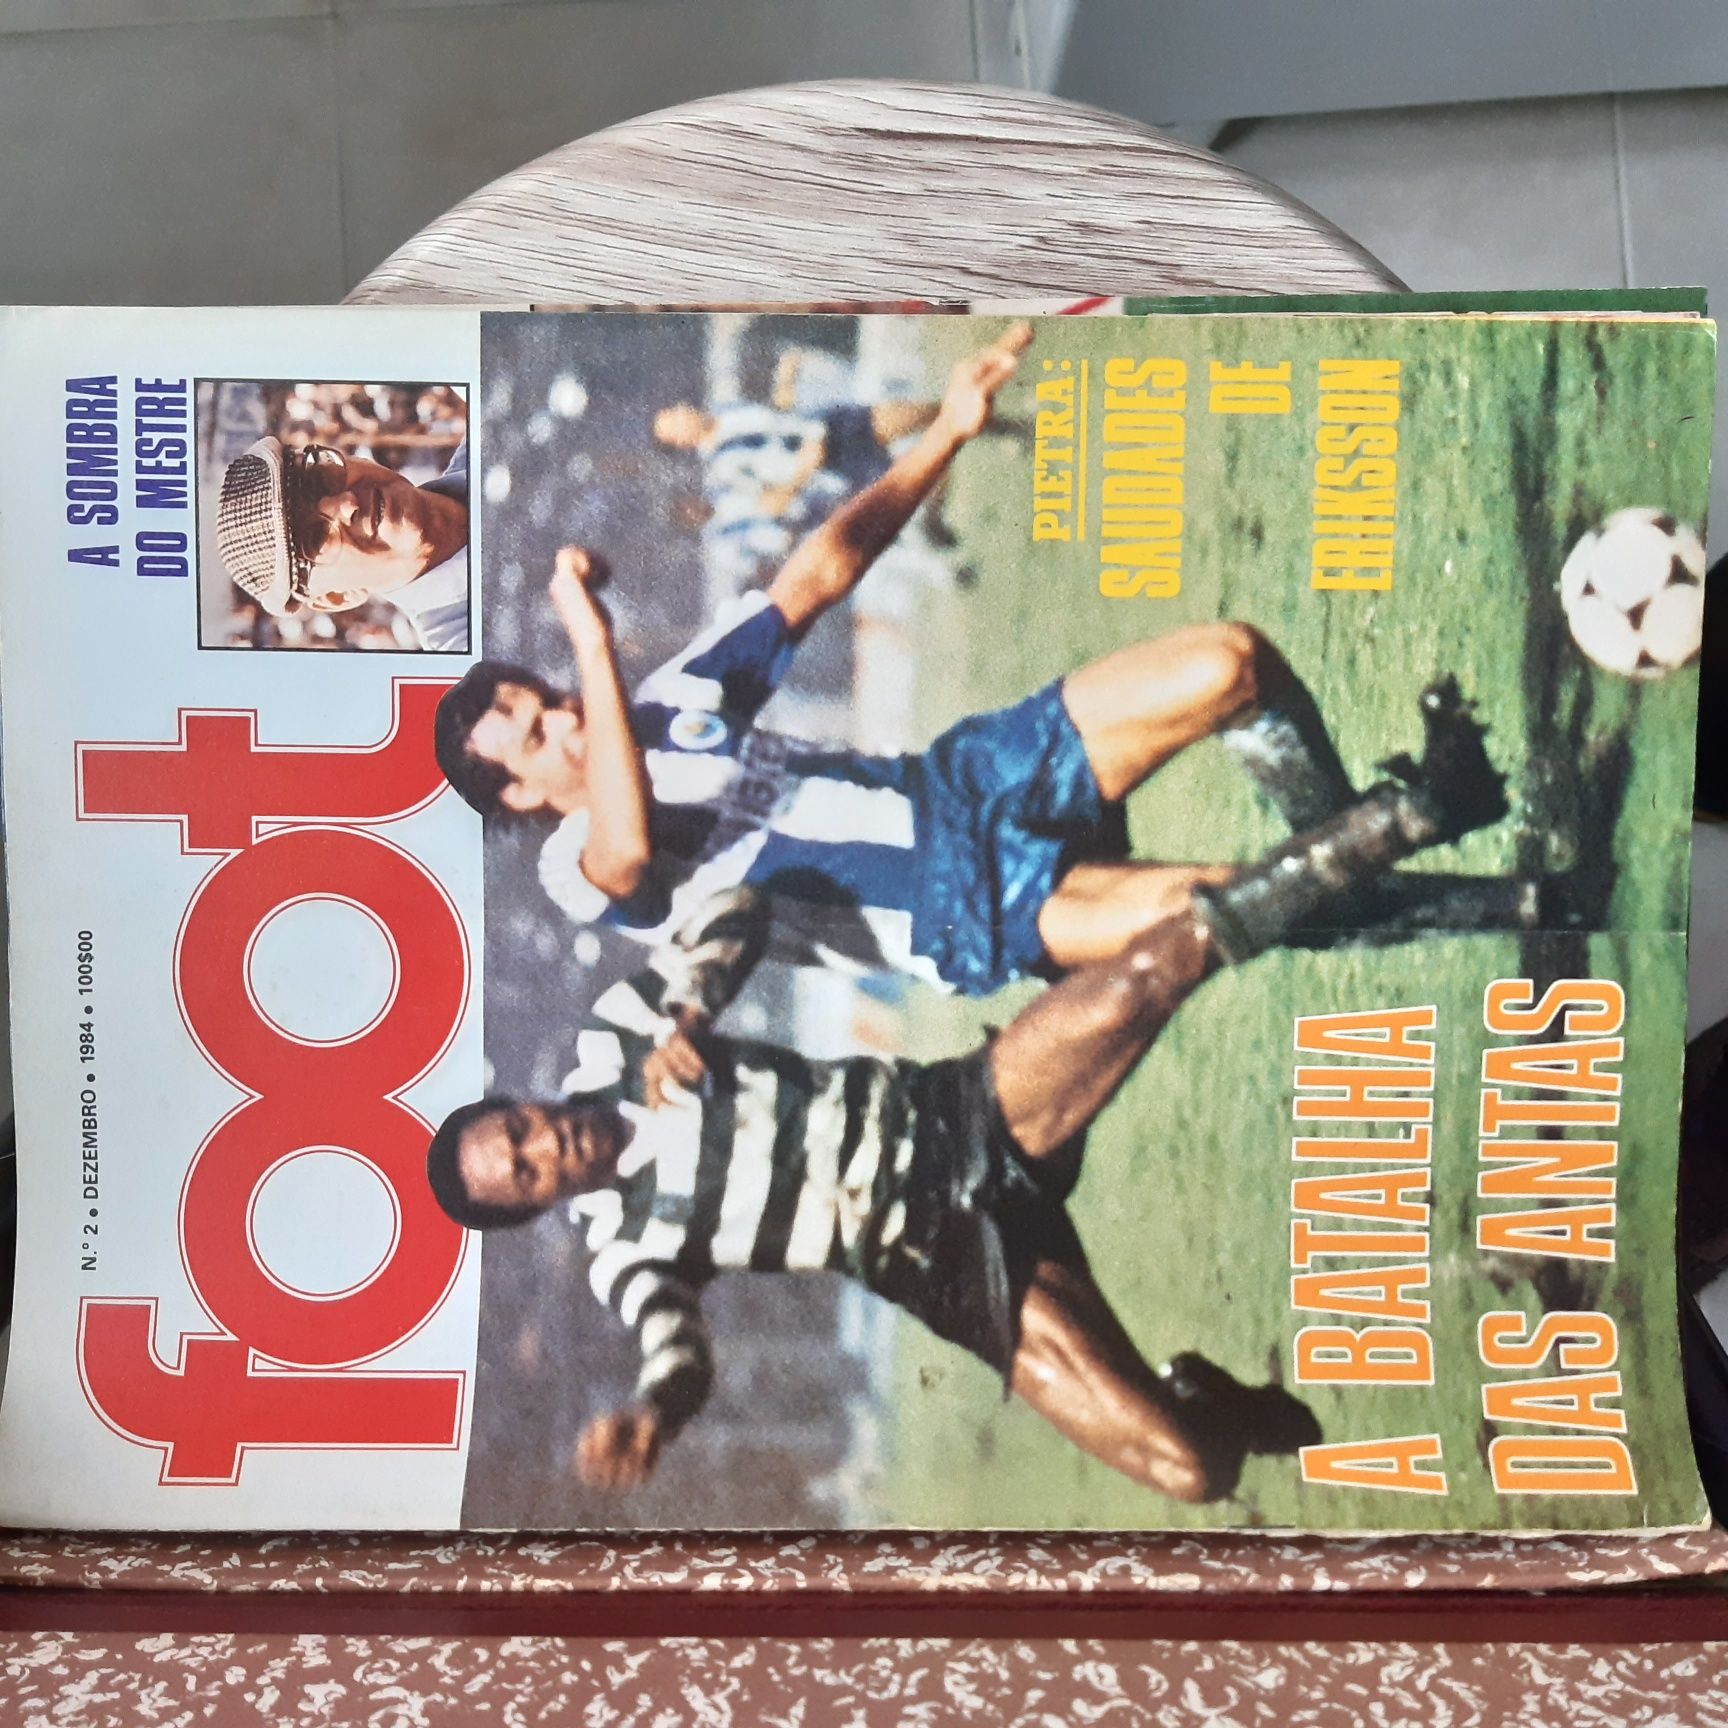 N.º 2 • DEZEMBRO • 1984 • 100$00
foot
A SOMBRA
DO MESTRE
PIETRA:
SAUDADES
DE
ERIKSSON
A BATALHA
DAS ANTAS